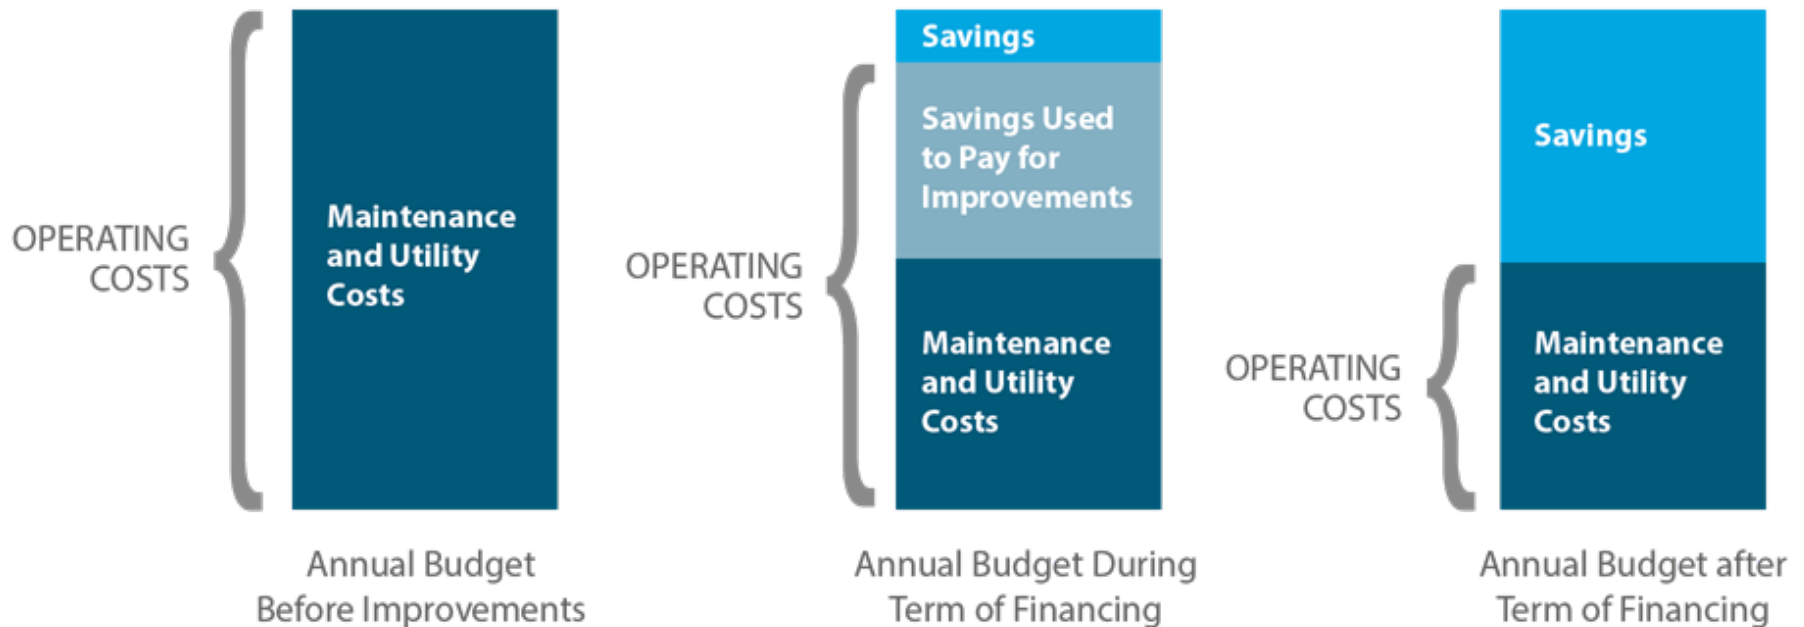 OPERATING
COSTS
Maintenance
and Utility
Costs
Annual Budget
Before Improvements
OPERATING
COSTS
Savings
Savings Used
to Pay for
Improvements
Maintenance
and Utility
Costs
Annual Budget During
Term of Financing
OPERATING
COSTS
Savings
Maintenance
and Utility
Costs
Annual Budget after
Term of Financing